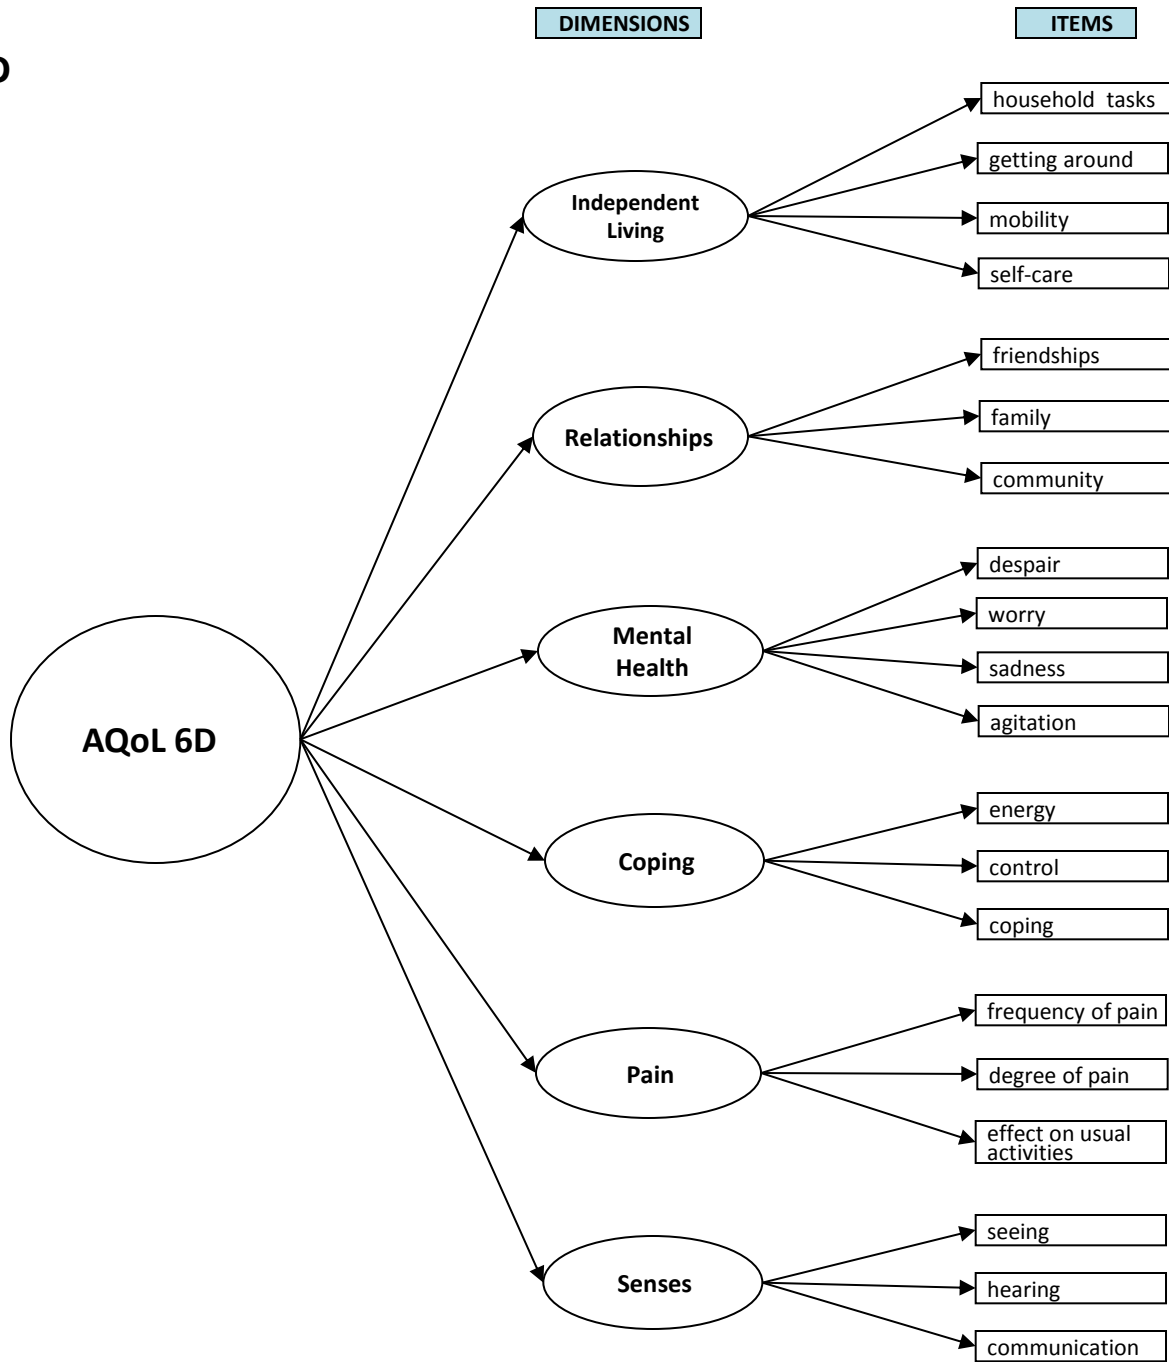 DIMENSIONS
ITEMS
D
household tasks
getting around
Independent
Living
mobility
self-care
friendships
family
Relationships
community
despair
worry
Mental
Health
sadness
agitation
AQoL 6D
energy
control
Coping
coping
frequency of pain
degree of pain
Pain
effect on usual
activities
seeing
hearing
Senses
communication